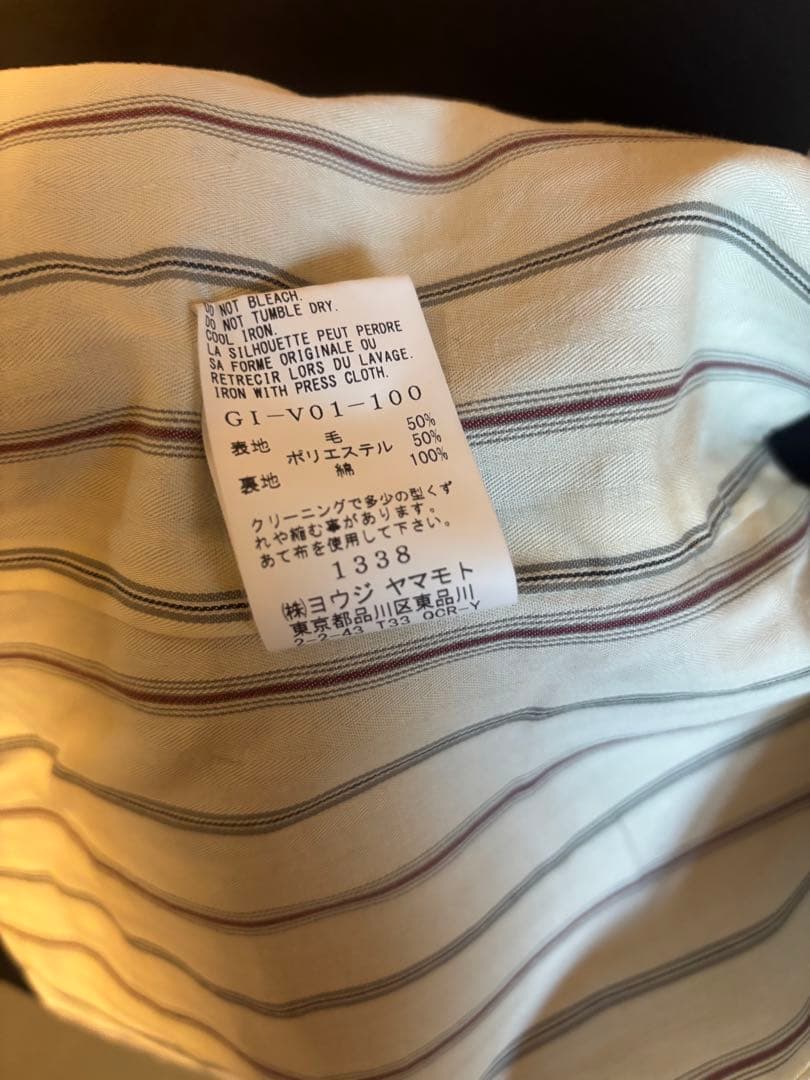 DO NOT BLEACH.
DO NOT TUMBLE DRY.
COOL IRON.
LA SILHOUETTE PEUT PERDRE
SA FORME ORIGINALE OU
RETRECIR LORS DU LAVAGE.
IRON WITH PRESS CLOTH.
GI-V01-100
表地 毛 50%
ポリエステル 50%
裏地 綿 100%
クリーニングで多少の型くず
れや縮む事があります。
あて布を使用して下さい。
1338
㈱ヨウジ ヤマモト
東京都品川区東品川
2-2-43 T33 OCR-Y